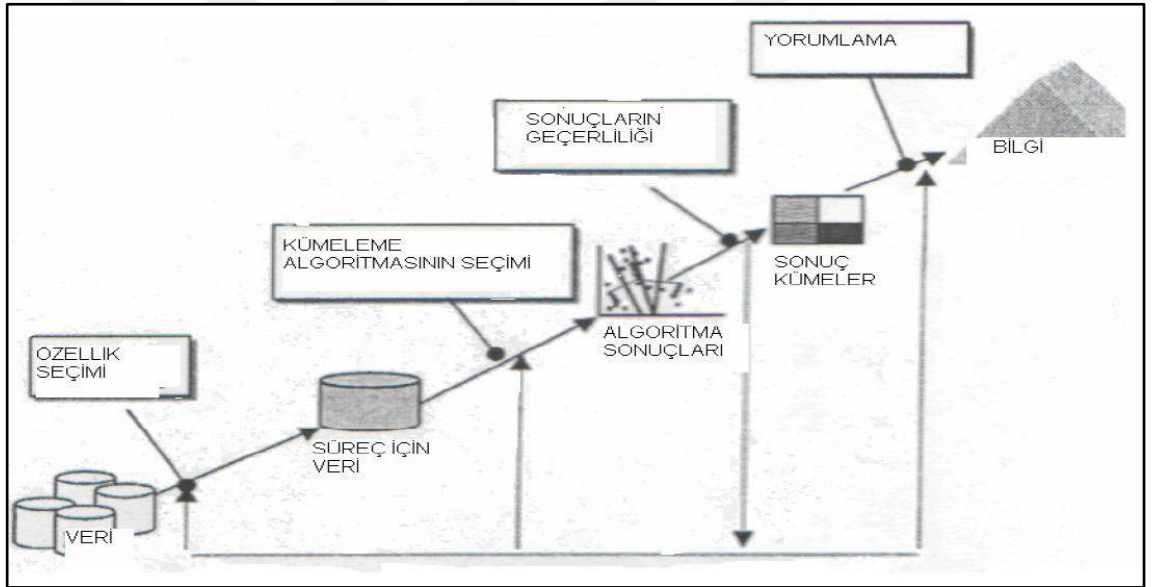 YORUMLAMA
BİLGİ
SONUÇLARIN
GEÇERLİLİĞİ
SONUÇ
KÜMELER
KÜMELEME
ALGORİTMASININ SEÇİMİ
ALGORİTMA
SONUÇLARI
ÖZELLIK
SEÇİMİ
SÜREÇ İÇİN
VERİ
VERİ